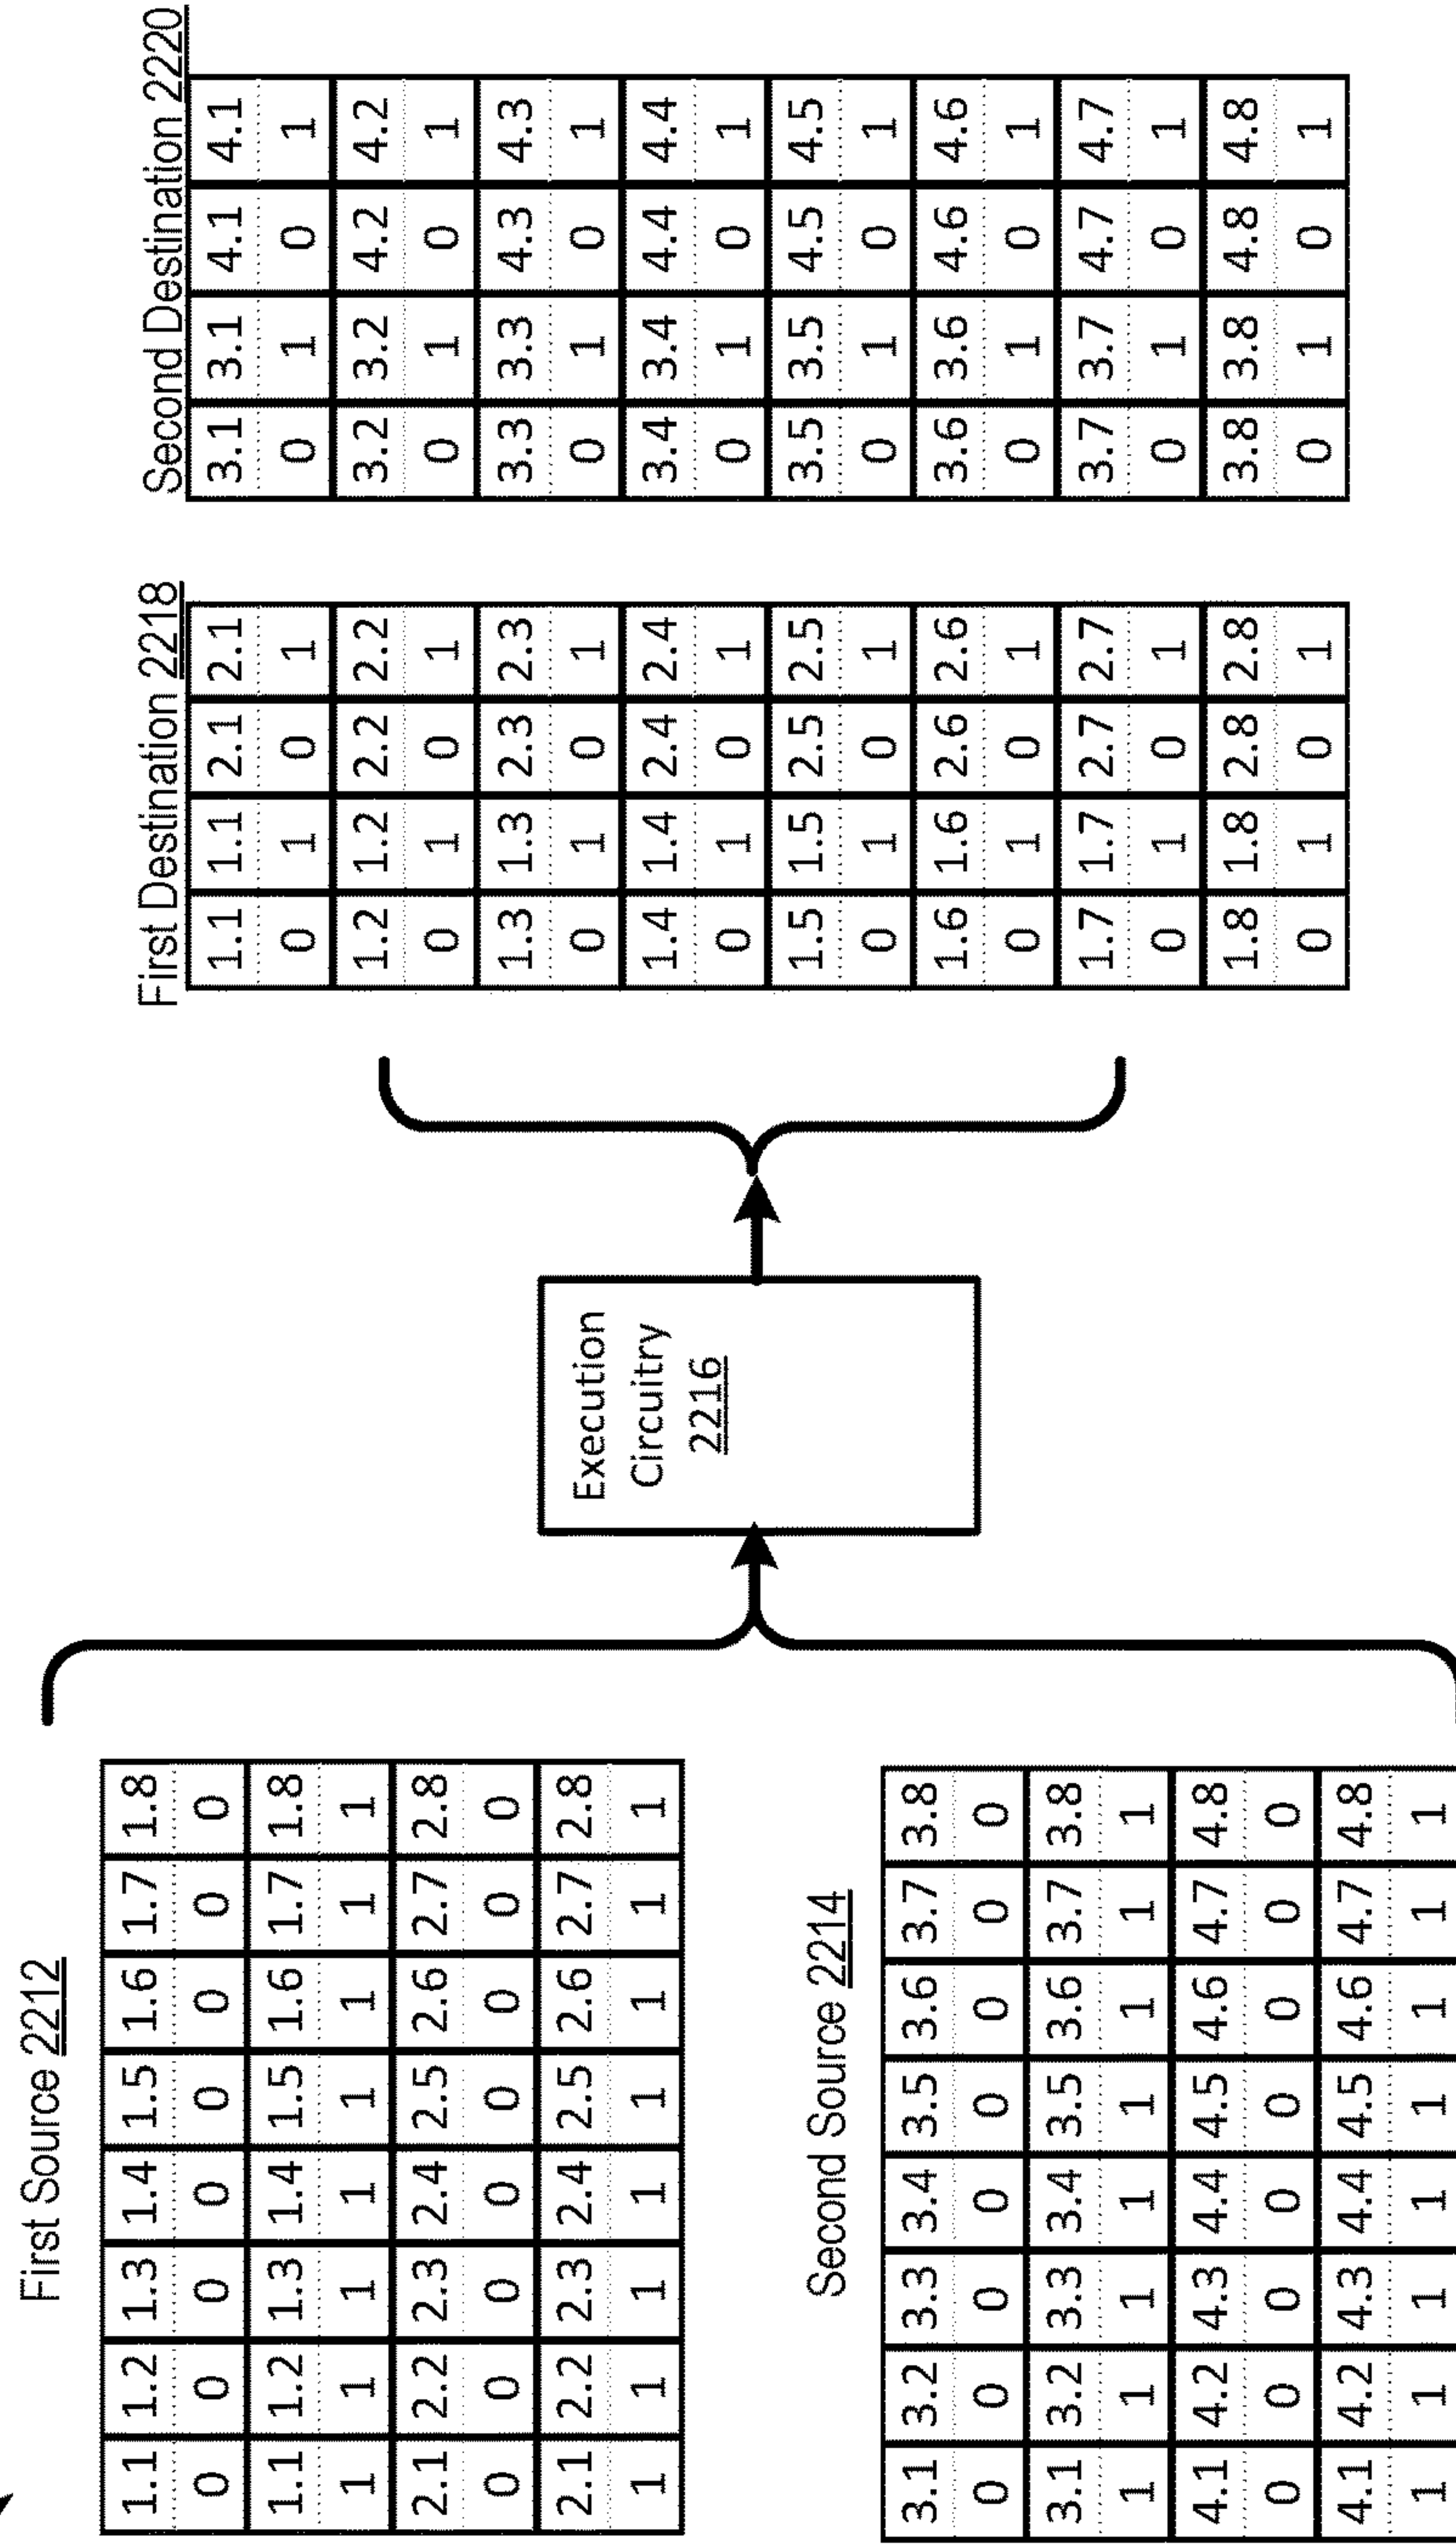 First Source 2212
1.1 1.2 1.3 1.4 1.5 1.6 1.7 1.8
0 0 0 0 0 0 0 0
1.1 1.2 1.3 1.4 1.5 1.6 1.7 1.8
1 1 1 1 1 1 1 1
2.1 2.2 2.3 2.4 2.5 2.6 2.7 2.8
0 0 0 0 0 0 0 0
2.1 2.2 2.3 2.4 2.5 2.6 2.7 2.8
1 1 1 1 1 1 1 1
Second Source 2214
3.1 3.2 3.3 3.4 3.5 3.6 3.7 3.8
0 0 0 0 0 0 0 0
3.1 3.2 3.3 3.4 3.5 3.6 3.7 3.8
1 1 1 1 1 1 1 1
4.1 4.2 4.3 4.4 4.5 4.6 4.7 4.8
0 0 0 0 0 0 0 0
4.1 4.2 4.3 4.4 4.5 4.6 4.7 4.8
1 1 1 1 1 1 1 1
Execution
Circuitry
2216
First Destination 2218
1.1 1.1 2.1 2.1
0 1 0 1
1.2 1.2 2.2 2.2
0 1 0 1
1.3 1.3 2.3 2.3
0 1 0 1
1.4 1.4 2.4 2.4
0 1 0 1
1.5 1.5 2.5 2.5
0 1 0 1
1.6 1.6 2.6 2.6
0 1 0 1
1.7 1.7 2.7 2.7
0 1 0 1
1.8 1.8 2.8 2.8
0 1 0 1
Second Destination 2220
3.1 3.1 4.1 4.1
0 1 0 1
3.2 3.2 4.2 4.2
0 1 0 1
3.3 3.3 4.3 4.3
0 1 0 1
3.4 3.4 4.4 4.4
0 1 0 1
3.5 3.5 4.5 4.5
0 1 0 1
3.6 3.6 4.6 4.6
0 1 0 1
3.7 3.7 4.7 4.7
0 1 0 1
3.8 3.8 4.8 4.8
0 1 0 1